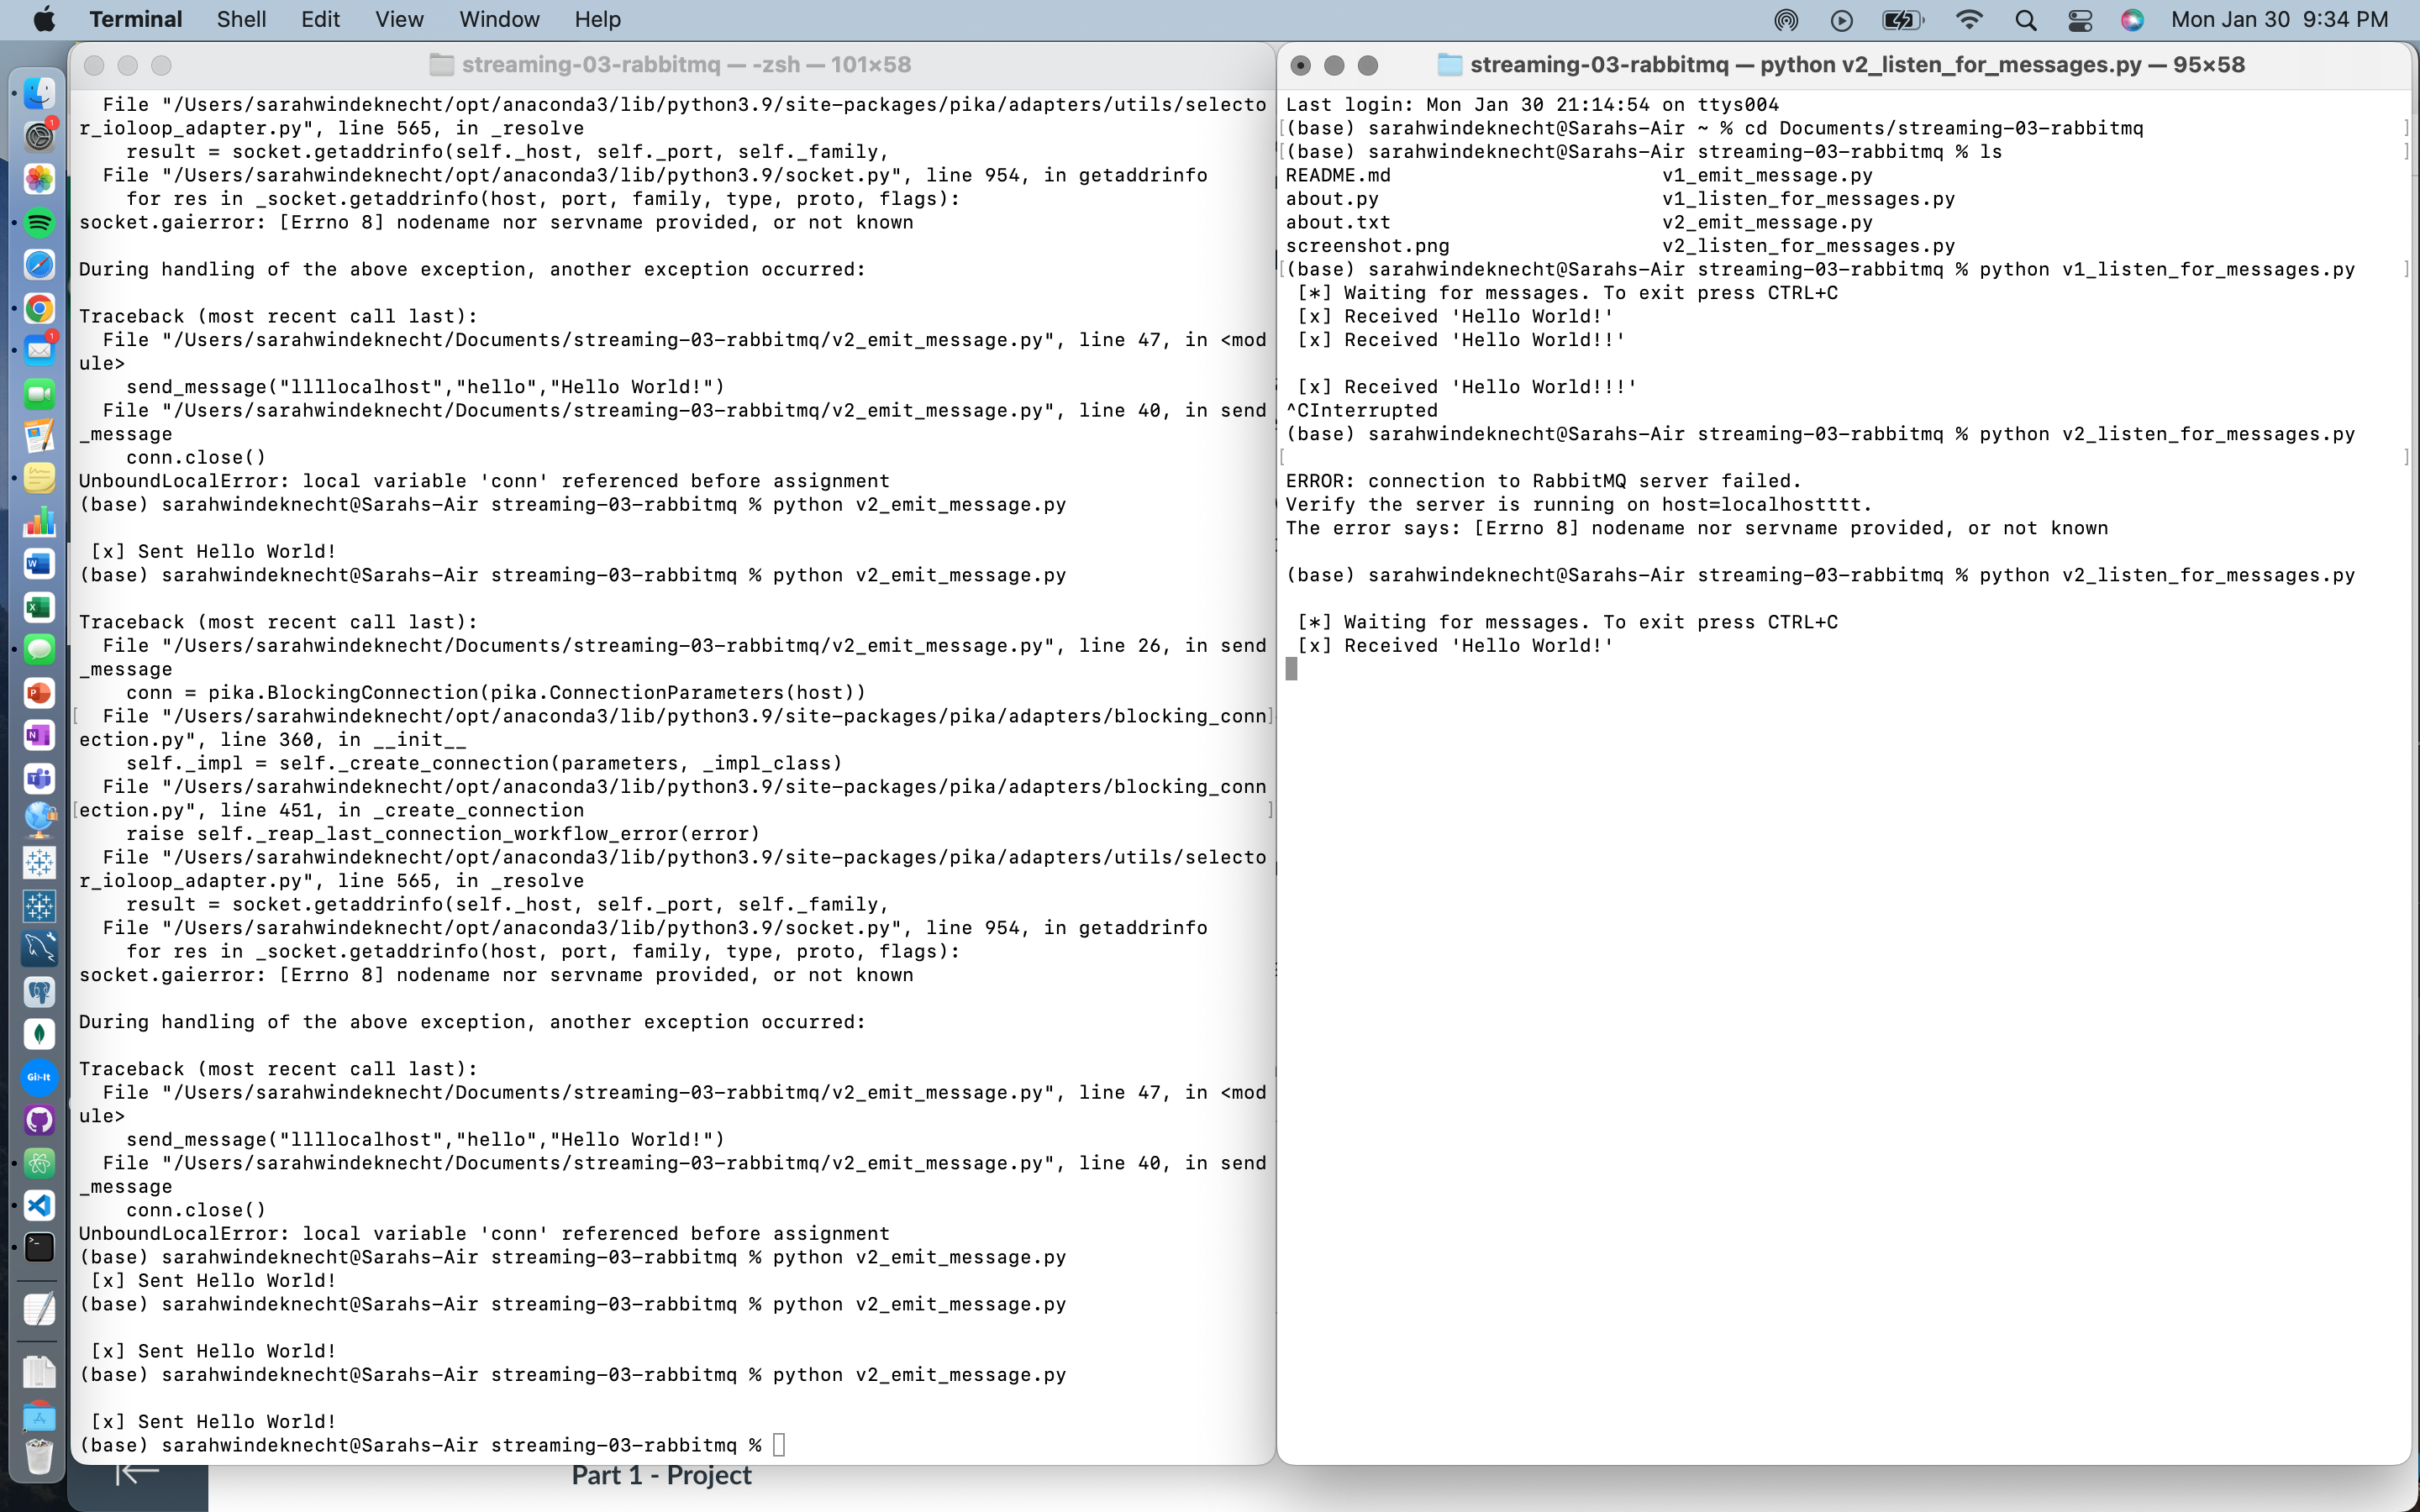 Terminal Shell Edit View Window Help Mon Jan 30 9:34 PM
streaming-03-rabbitmq — -zsh — 101×58
  File "/Users/sarahwindeknecht/opt/anaconda3/lib/python3.9/site-packages/pika/adapters/utils/selecto
r_ioloop_adapter.py", line 565, in _resolve
    result = socket.getaddrinfo(self._host, self._port, self._family,
  File "/Users/sarahwindeknecht/opt/anaconda3/lib/python3.9/socket.py", line 954, in getaddrinfo
    for res in _socket.getaddrinfo(host, port, family, type, proto, flags):
socket.gaierror: [Errno 8] nodename nor servname provided, or not known
During handling of the above exception, another exception occurred:
Traceback (most recent call last):
  File "/Users/sarahwindeknecht/Documents/streaming-03-rabbitmq/v2_emit_message.py", line 47, in <mod
ule>
    send_message("llllocalhost","hello","Hello World!")
  File "/Users/sarahwindeknecht/Documents/streaming-03-rabbitmq/v2_emit_message.py", line 40, in send
_message
    conn.close()
UnboundLocalError: local variable 'conn' referenced before assignment
(base) sarahwindeknecht@Sarahs-Air streaming-03-rabbitmq % python v2_emit_message.py
 [x] Sent Hello World!
(base) sarahwindeknecht@Sarahs-Air streaming-03-rabbitmq % python v2_emit_message.py
Traceback (most recent call last):
  File "/Users/sarahwindeknecht/Documents/streaming-03-rabbitmq/v2_emit_message.py", line 26, in send
_message
    conn = pika.BlockingConnection(pika.ConnectionParameters(host))
[  File "/Users/sarahwindeknecht/opt/anaconda3/lib/python3.9/site-packages/pika/adapters/blocking_conn]
ection.py", line 360, in __init__
    self._impl = self._create_connection(parameters, _impl_class)
  File "/Users/sarahwindeknecht/opt/anaconda3/lib/python3.9/site-packages/pika/adapters/blocking_conn
[ection.py", line 451, in _create_connection ]
    raise self._reap_last_connection_workflow_error(error)
  File "/Users/sarahwindeknecht/opt/anaconda3/lib/python3.9/site-packages/pika/adapters/utils/selecto
r_ioloop_adapter.py", line 565, in _resolve
    result = socket.getaddrinfo(self._host, self._port, self._family,
  File "/Users/sarahwindeknecht/opt/anaconda3/lib/python3.9/socket.py", line 954, in getaddrinfo
    for res in _socket.getaddrinfo(host, port, family, type, proto, flags):
socket.gaierror: [Errno 8] nodename nor servname provided, or not known
During handling of the above exception, another exception occurred:
Traceback (most recent call last):
  File "/Users/sarahwindeknecht/Documents/streaming-03-rabbitmq/v2_emit_message.py", line 47, in <mod
ule>
    send_message("llllocalhost","hello","Hello World!")
  File "/Users/sarahwindeknecht/Documents/streaming-03-rabbitmq/v2_emit_message.py", line 40, in send
_message
    conn.close()
UnboundLocalError: local variable 'conn' referenced before assignment
(base) sarahwindeknecht@Sarahs-Air streaming-03-rabbitmq % python v2_emit_message.py
 [x] Sent Hello World!
(base) sarahwindeknecht@Sarahs-Air streaming-03-rabbitmq % python v2_emit_message.py
 [x] Sent Hello World!
(base) sarahwindeknecht@Sarahs-Air streaming-03-rabbitmq % python v2_emit_message.py
 [x] Sent Hello World!
(base) sarahwindeknecht@Sarahs-Air streaming-03-rabbitmq %
streaming-03-rabbitmq — python v2_listen_for_messages.py — 95×58
Last login: Mon Jan 30 21:14:54 on ttys004
[(base) sarahwindeknecht@Sarahs-Air ~ % cd Documents/streaming-03-rabbitmq ]
[(base) sarahwindeknecht@Sarahs-Air streaming-03-rabbitmq % ls ]
README.md v1_emit_message.py
about.py v1_listen_for_messages.py
about.txt v2_emit_message.py
screenshot.png v2_listen_for_messages.py
[(base) sarahwindeknecht@Sarahs-Air streaming-03-rabbitmq % python v1_listen_for_messages.py ]
 [*] Waiting for messages. To exit press CTRL+C
 [x] Received 'Hello World!'
 [x] Received 'Hello World!!'
 [x] Received 'Hello World!!!'
^CInterrupted
(base) sarahwindeknecht@Sarahs-Air streaming-03-rabbitmq % python v2_listen_for_messages.py
[ ]
ERROR: connection to RabbitMQ server failed.
Verify the server is running on host=localhostttt.
The error says: [Errno 8] nodename nor servname provided, or not known
(base) sarahwindeknecht@Sarahs-Air streaming-03-rabbitmq % python v2_listen_for_messages.py
 [*] Waiting for messages. To exit press CTRL+C
 [x] Received 'Hello World!'
Git-It
Part 1 - Project